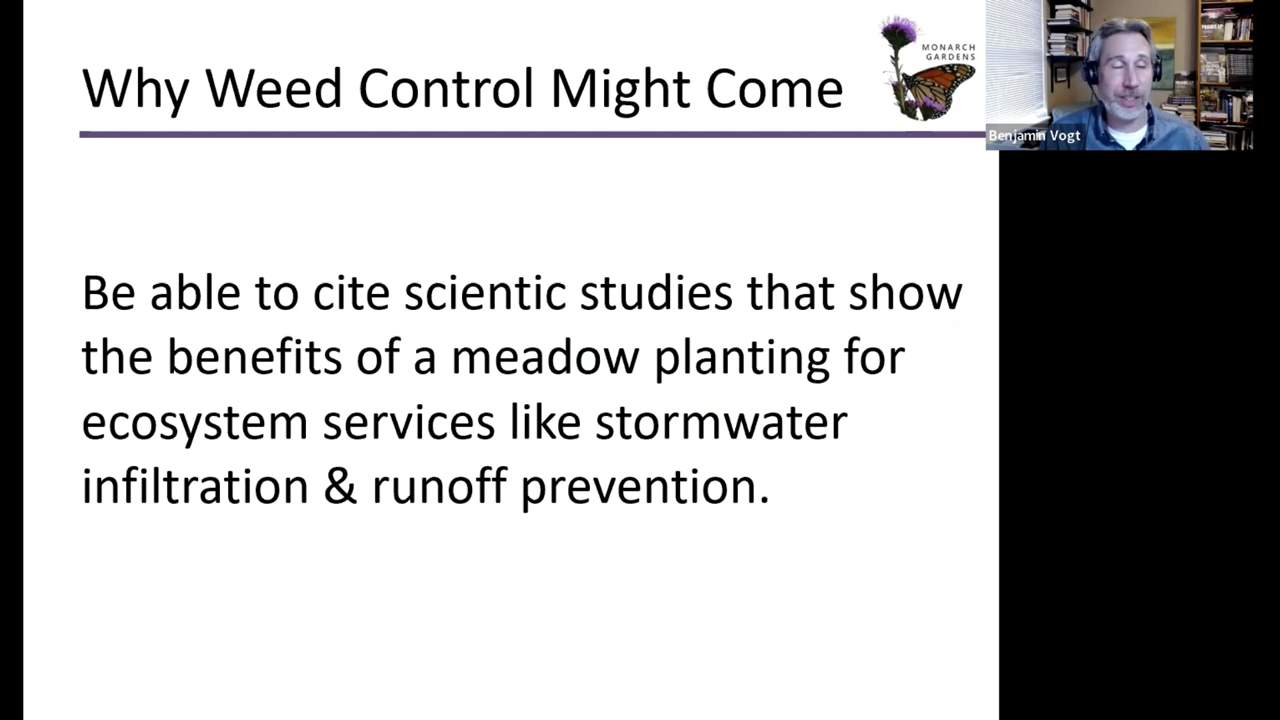 Why Weed Control Might Come
MONARCH
GARDENS
Benjamin Vogt
Be able to cite scientic studies that show
the benefits of a meadow planting for
ecosystem services like stormwater
infiltration & runoff prevention.